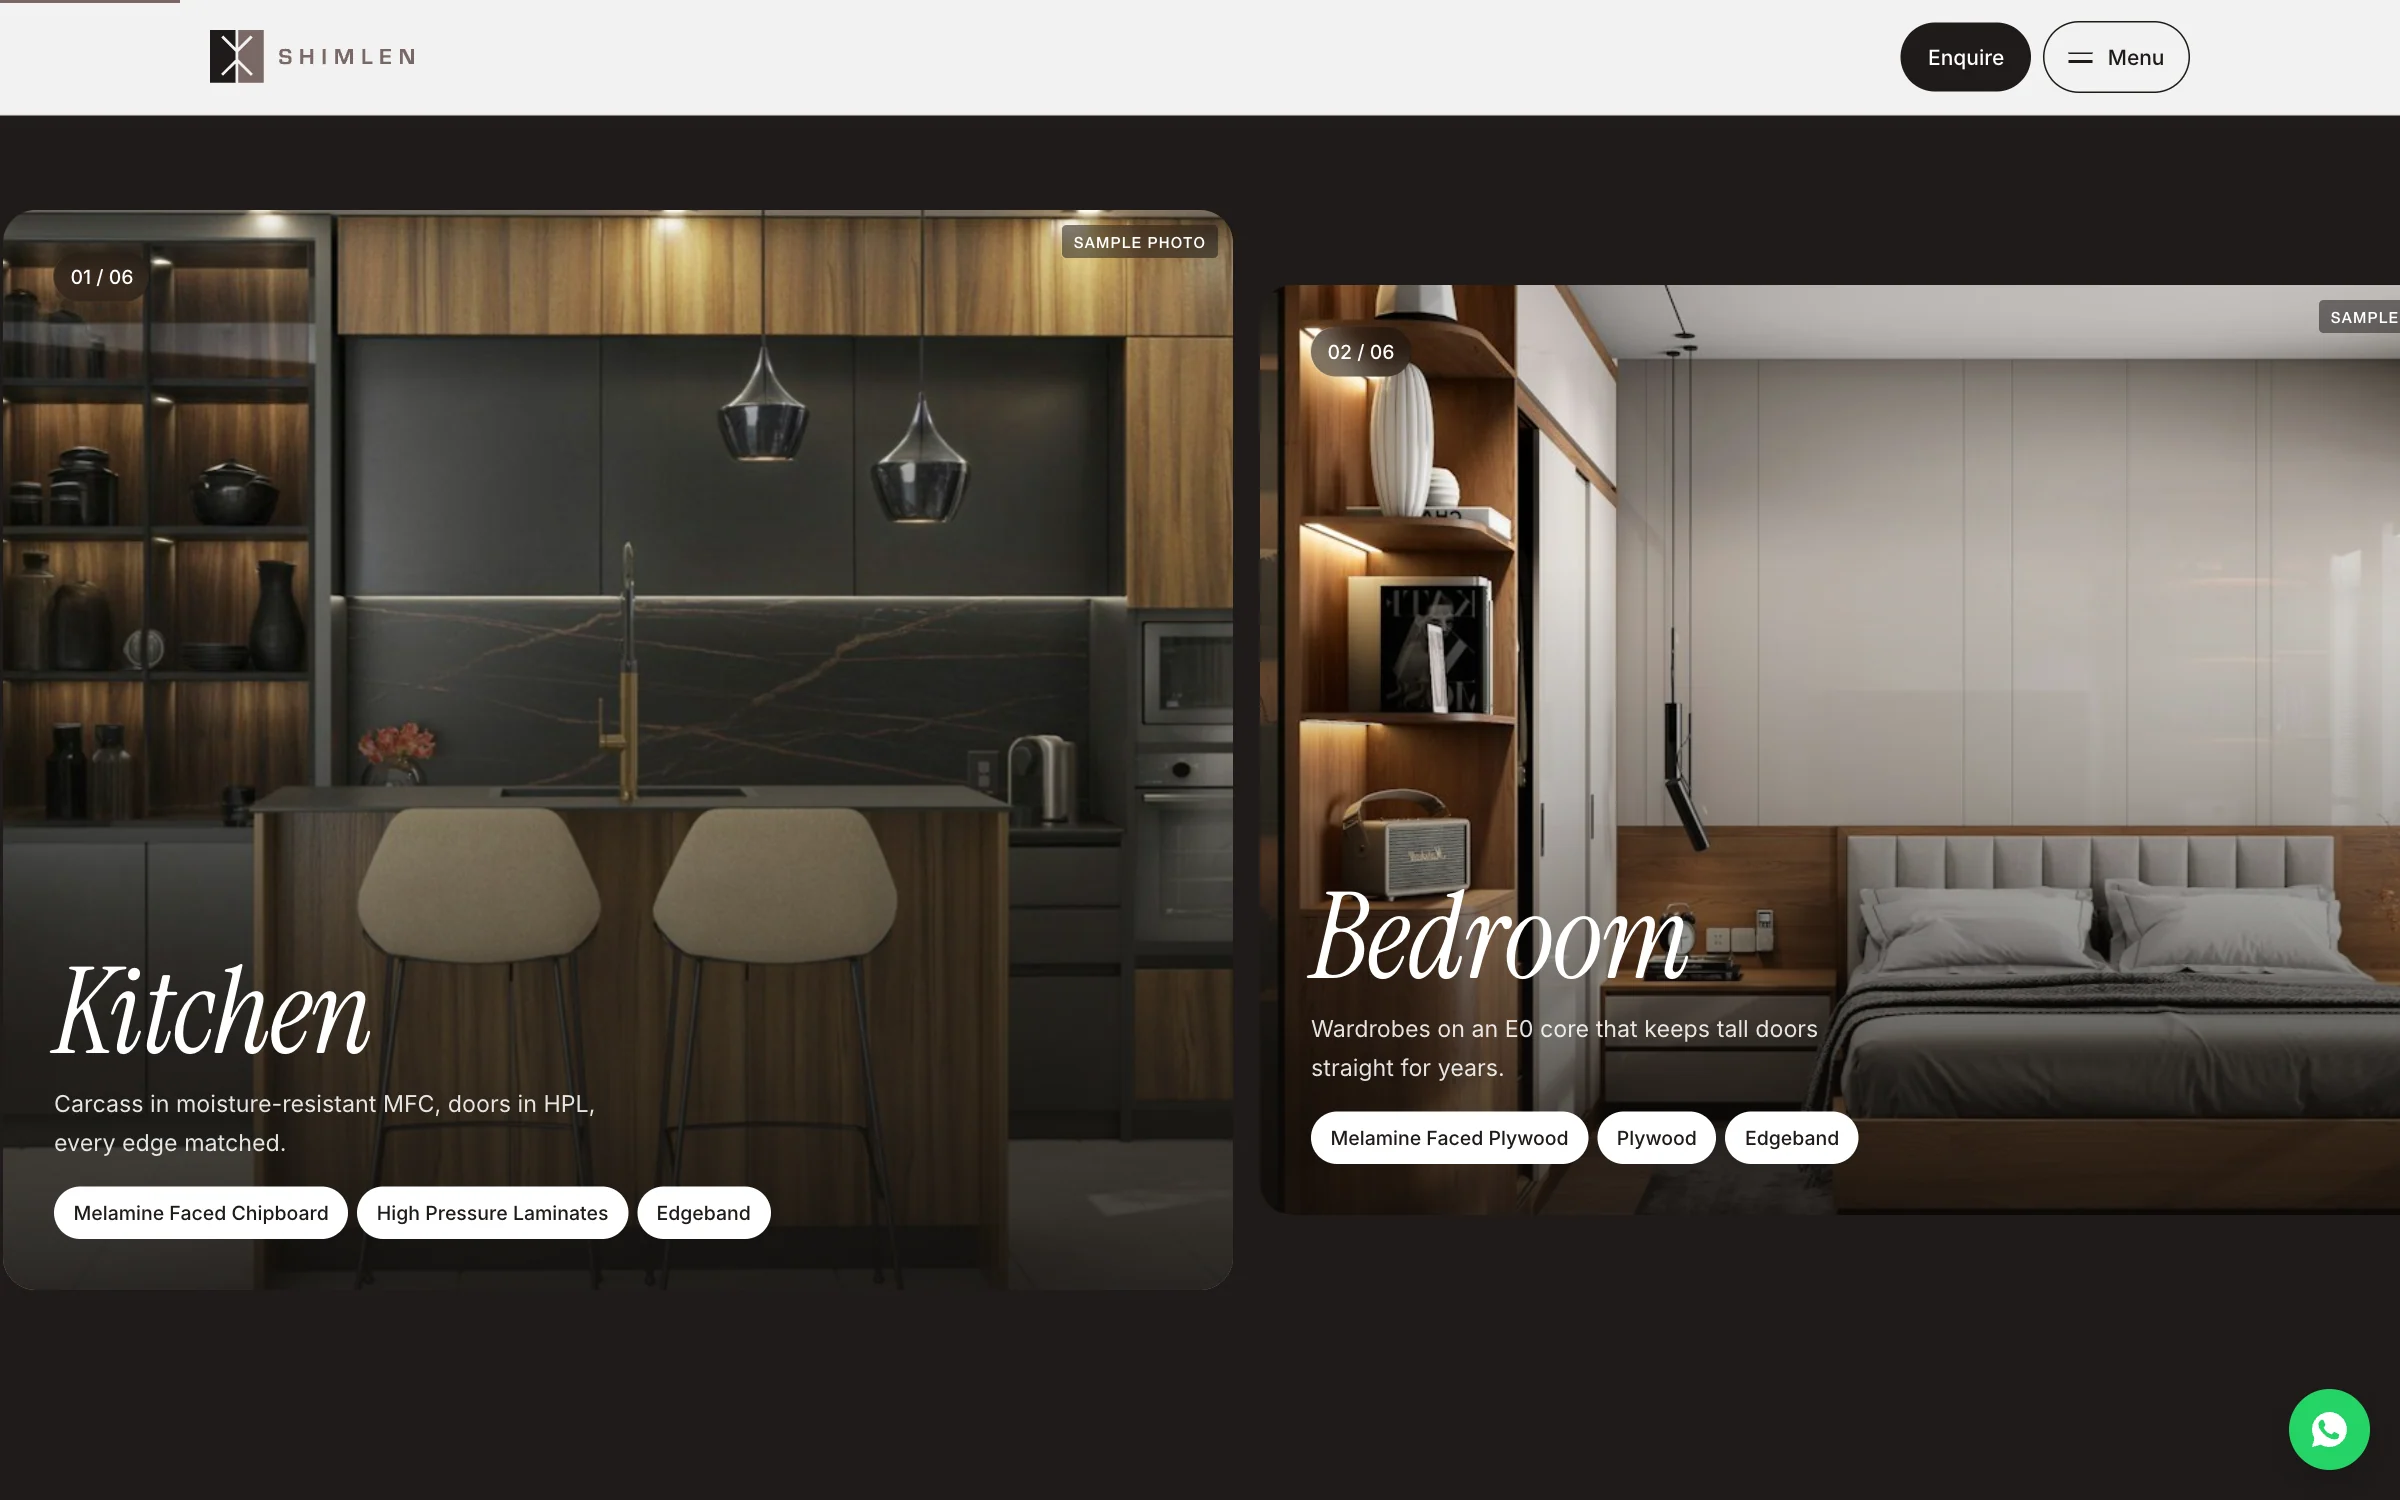 SHIMLEN
Enquire
Menu
SAMPLE PHOTO
01 / 06
Kitchen
Carcass in moisture-resistant MFC, doors in HPL,
every edge matched.
Melamine Faced Chipboard
High Pressure Laminates
Edgeband
SAMPLE
02 / 06
Bedroom
Wardrobes on an E0 core that keeps tall doors
straight for years.
Melamine Faced Plywood
Plywood
Edgeband